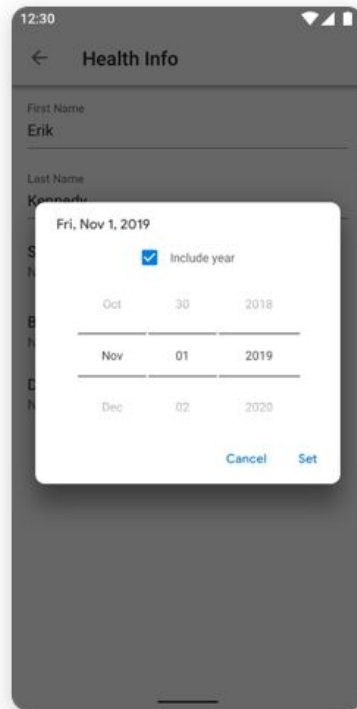 12:30
Health Info
First Name
Erik
Last Name
Kennedy
Fri, Nov 1, 2019
Include year
Oct 30 2018
Nov 01 2019
Dec 02 2020
Cancel Set